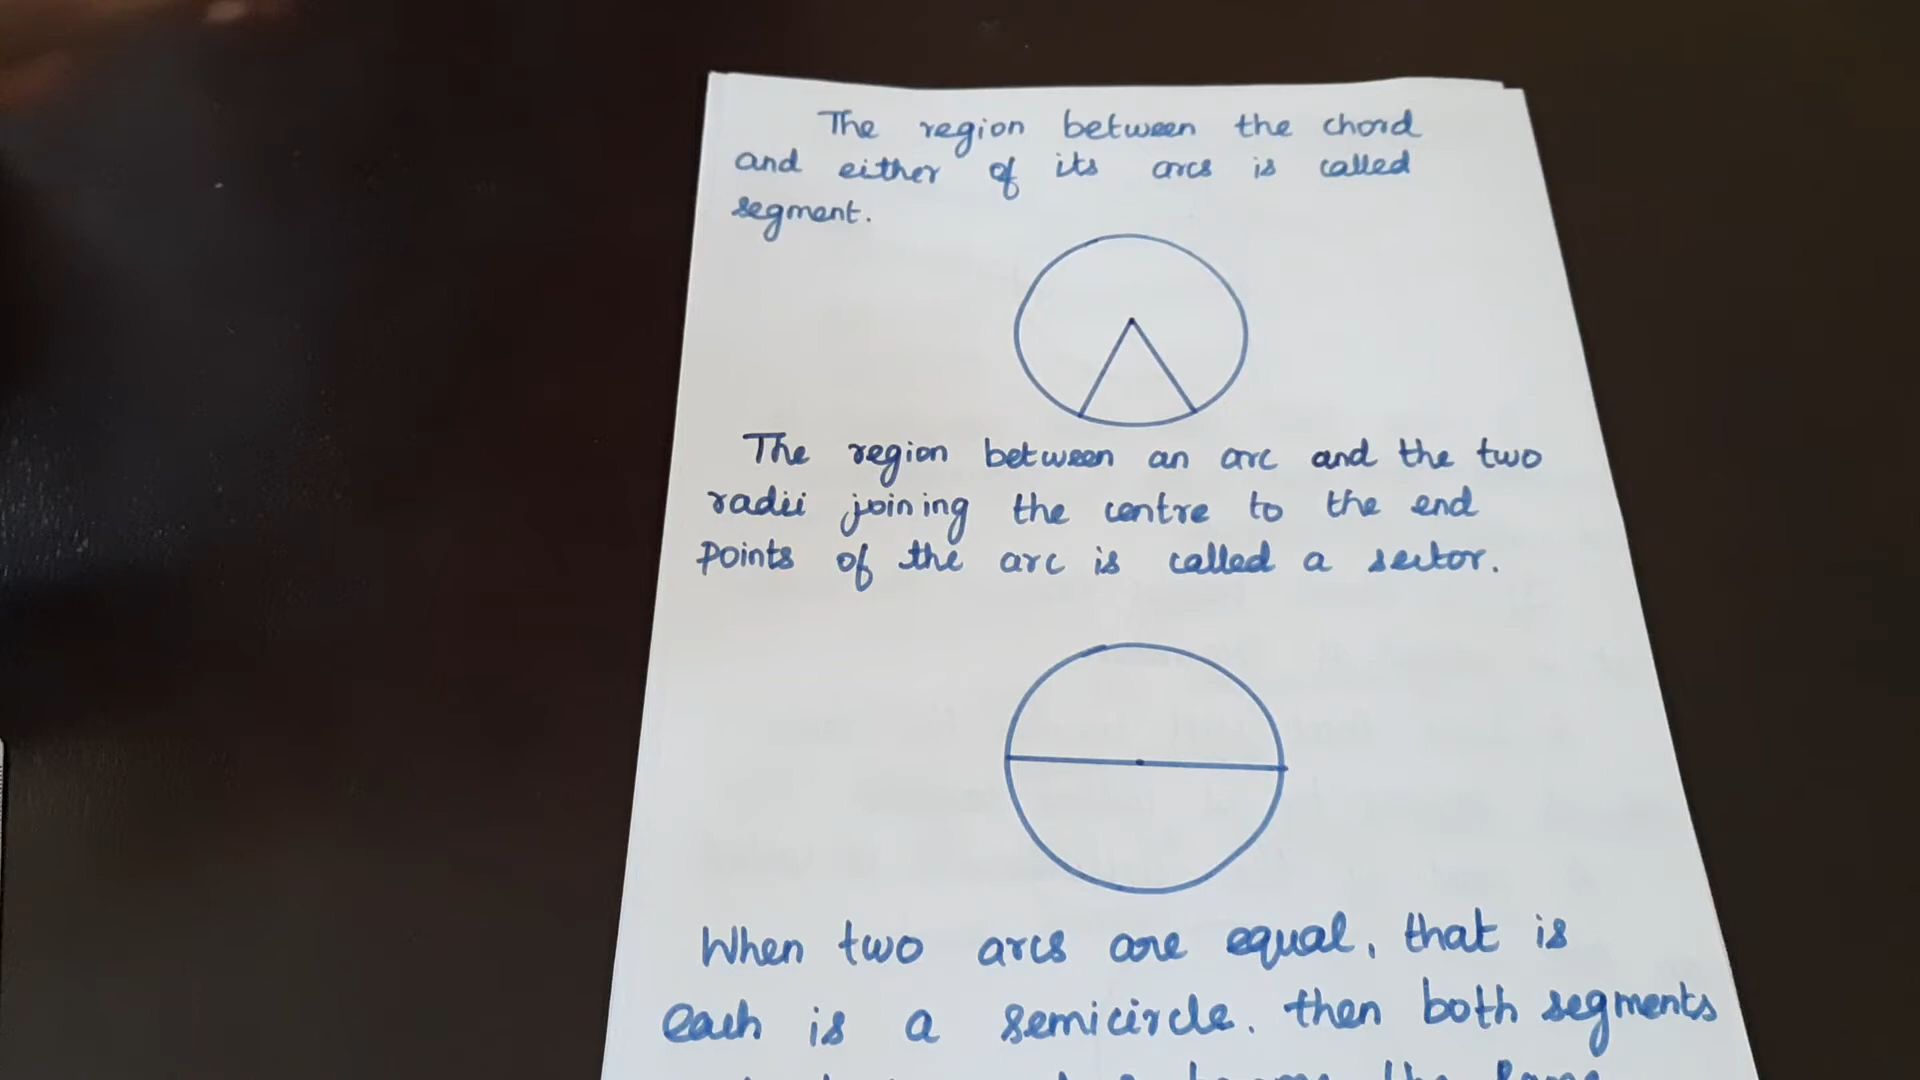 The region between the chord
and either of its arcs is called
segment.
The region between an arc and the two
radii joining the centre to the end
points of the arc is called a sector.
When two arcs are equal, that is
each is a semicircle. then both segments